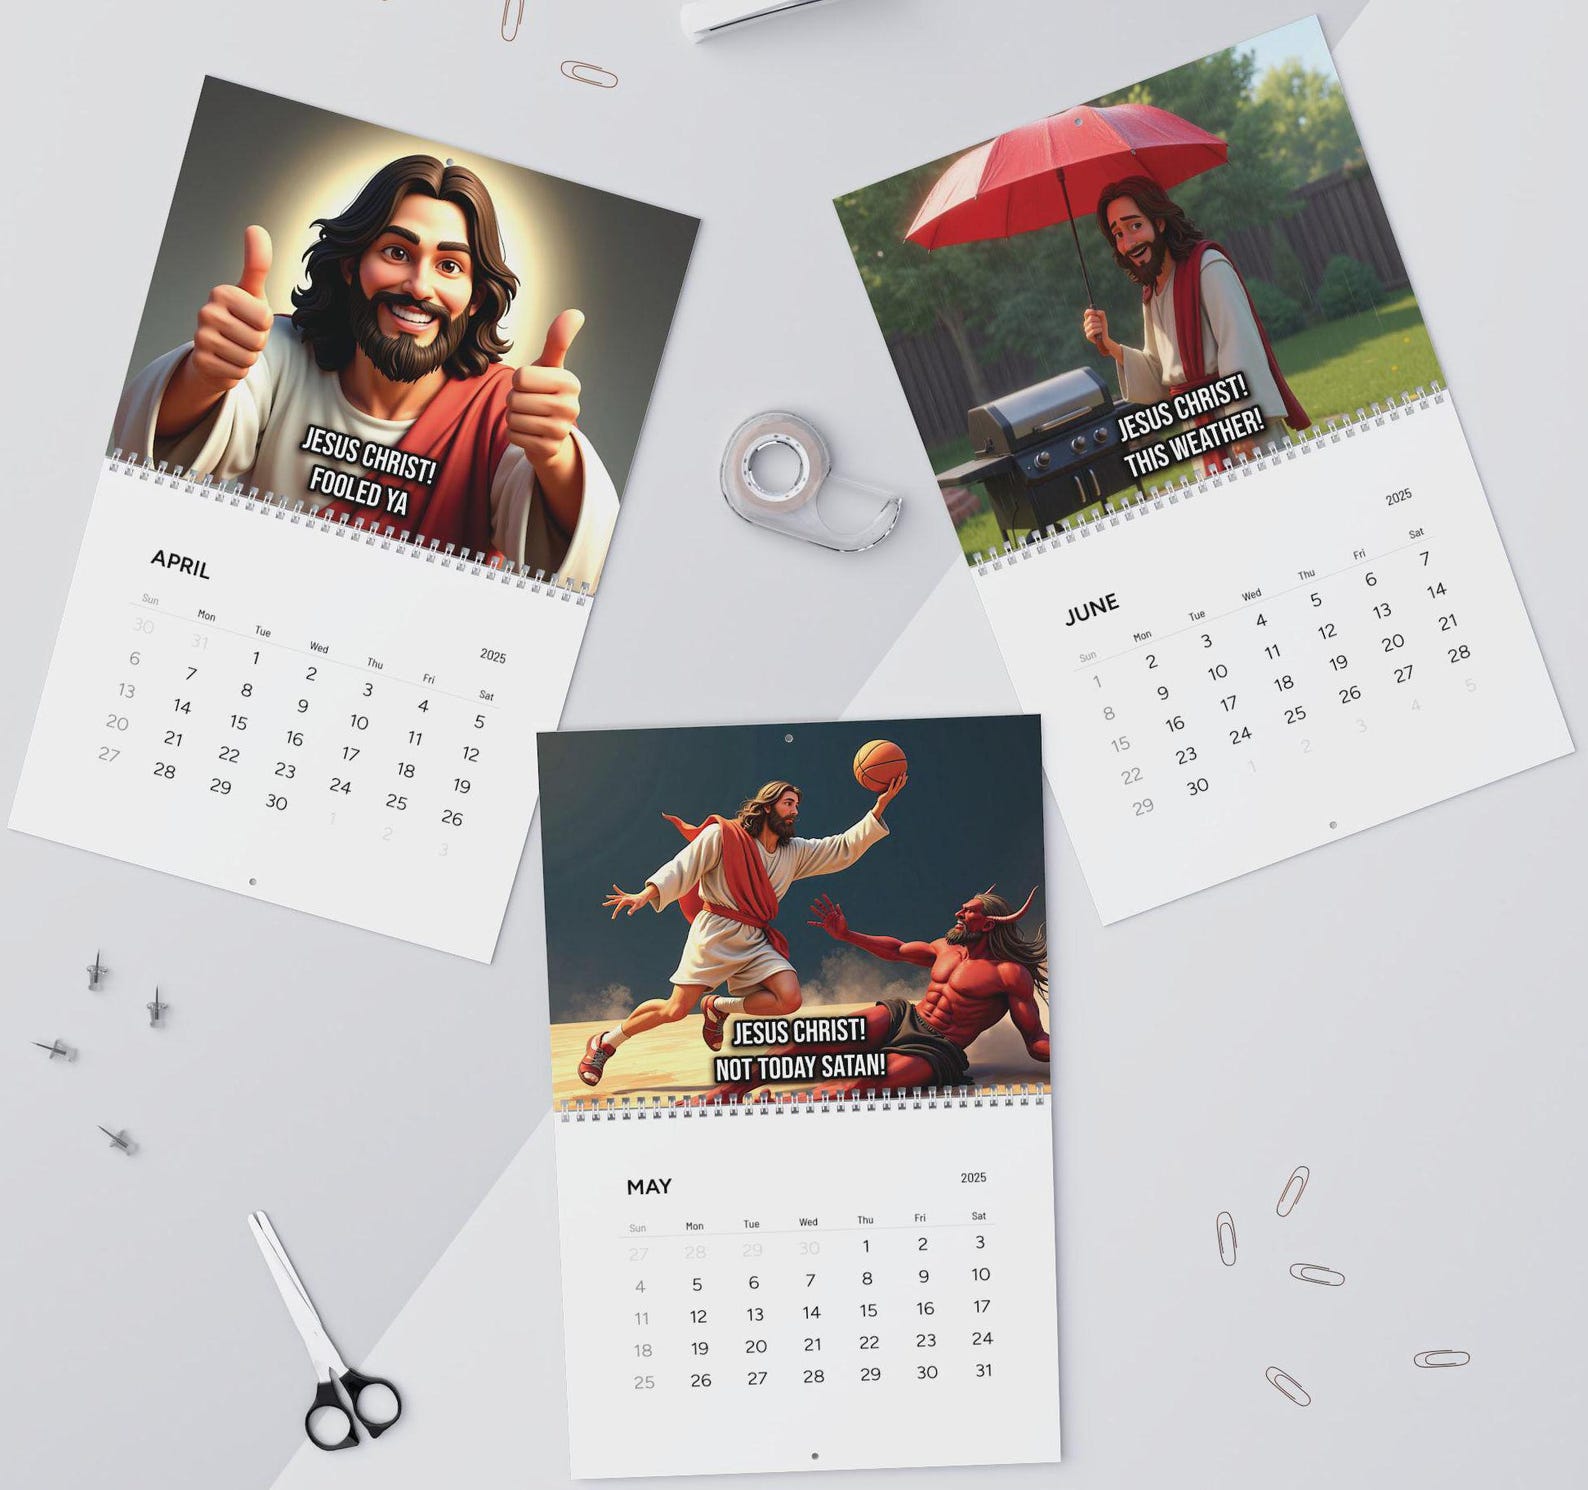 JESUS CHRIST!
FOOLED YA
APRIL
2025
Sun Mon Tue Wed Thu Fri Sat
30 31 1 2 3 4 5
6 7 8 9 10 11 12
13 14 15 16 17 18 19
20 21 22 23 24 25 26
27 28 29 30 1 2 3
JESUS CHRIST!
THIS WEATHER!
JUNE
2025
Sun Mon Tue Wed Thu Fri Sat
1 2 3 4 5 6 7
8 9 10 11 12 13 14
15 16 17 18 19 20 21
22 23 24 25 26 27 28
29 30 1 2 3 4 5
JESUS CHRIST!
NOT TODAY SATAN!
MAY
2025
Sun Mon Tue Wed Thu Fri Sat
27 28 29 30 1 2 3
4 5 6 7 8 9 10
11 12 13 14 15 16 17
18 19 20 21 22 23 24
25 26 27 28 29 30 31